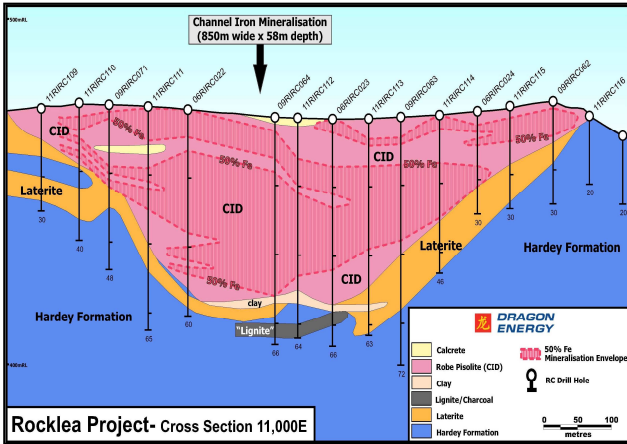 500mRL
Channel Iron Mineralisation
(850m wide x 58m depth)
11RIRC109
11RIRC110
09RIRC071
11RIRC111
06RIRC022
09RIRC064
11RIRC112
06RIRC023
11RIRC113
09RIRC063
11RIRC114
06RIRC024
11RIRC115
09RIRC062
11RIRC116
CID
50% Fe
50% Fe
CID
50% Fe
50% Fe
CID
Laterite
30
40
48
50% Fe
CID
clay
"Lignite"
Laterite
Hardey Formation
Hardey Formation
65
60
66
64
66
63
72
46
30
30
30
20
20
400mRL
龙 DRAGON
ENERGY
Calcrete
Robe Pisolite (CID)
Clay
Lignite/Charcoal
Laterite
Hardey Formation
50% Fe
Mineralisation Envelope
RC Drill Hole
0 50 100
metres
Rocklea Project- Cross Section 11,000E